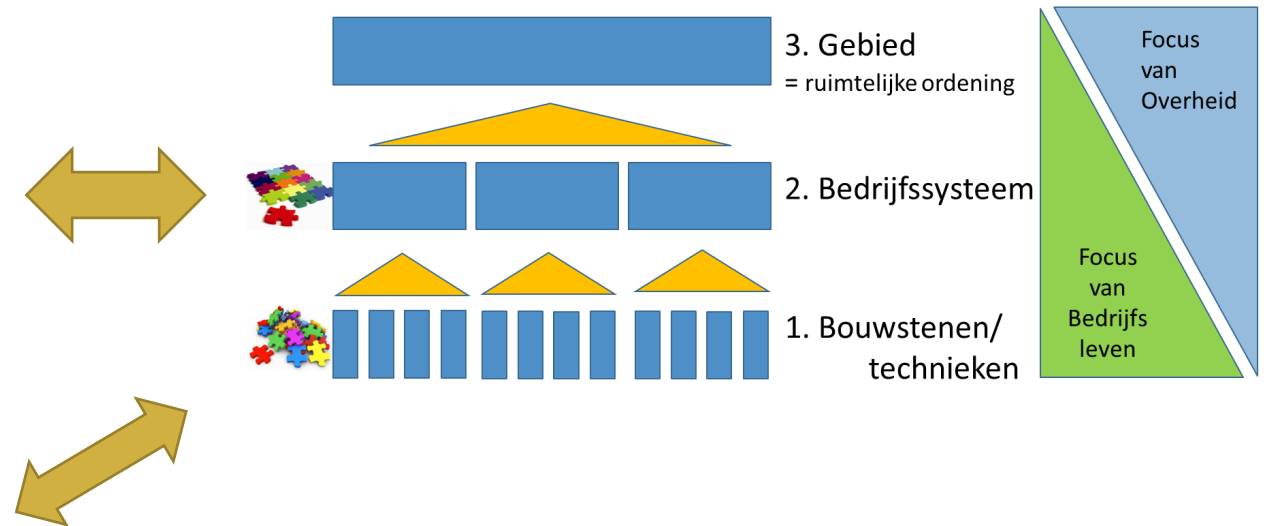 3. Gebied
= ruimtelijke ordening
2. Bedrijfssysteem
1. Bouwstenen/
technieken
Focus
van
Overheid
Focus
van
Bedrijfs
leven